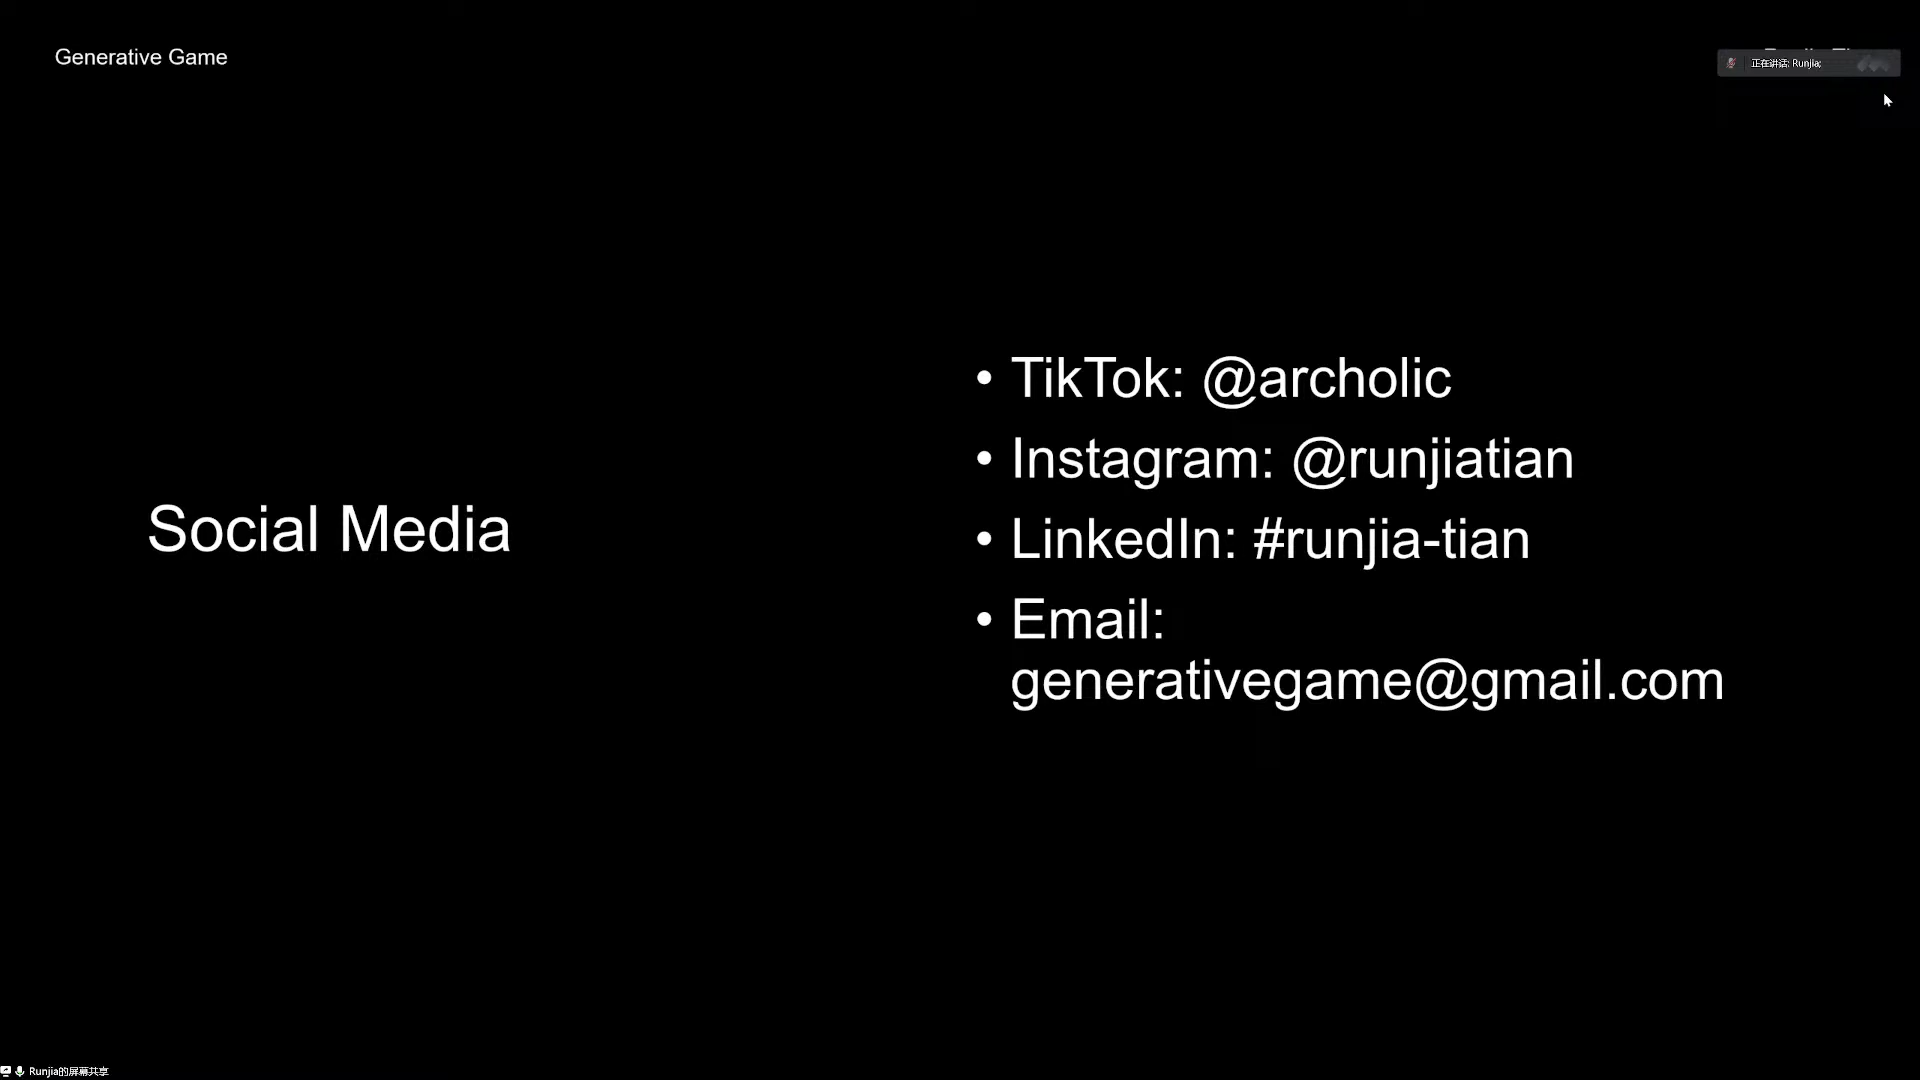 Generative Game
正在讲话: Runjia;
Social Media
• TikTok: @archolic
• Instagram: @runjiatian
• LinkedIn: #runjia-tian
• Email:
generativegame@gmail.com
Runjia的屏幕共享